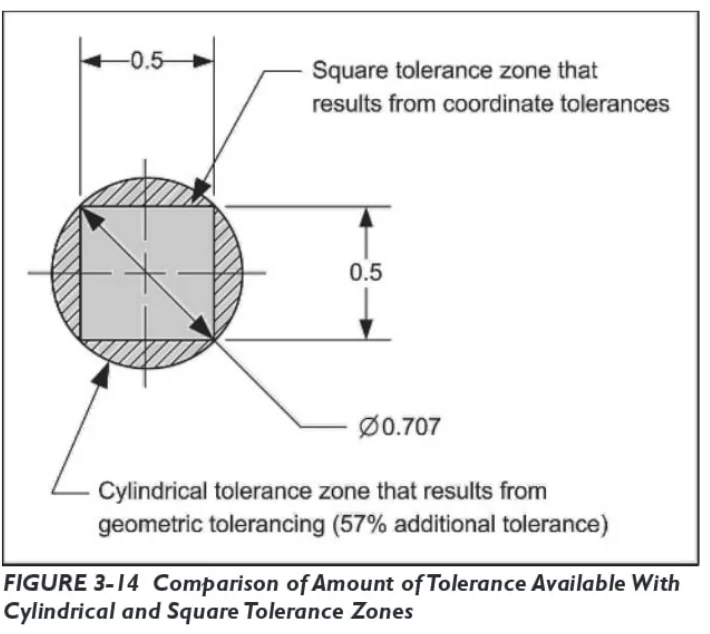 0.5
Square tolerance zone that
results from coordinate tolerances
0.5
⌀0.707
Cylindrical tolerance zone that results from
geometric tolerancing (57% additional tolerance)
FIGURE 3-14 Comparison of Amount of Tolerance Available With
Cylindrical and Square Tolerance Zones